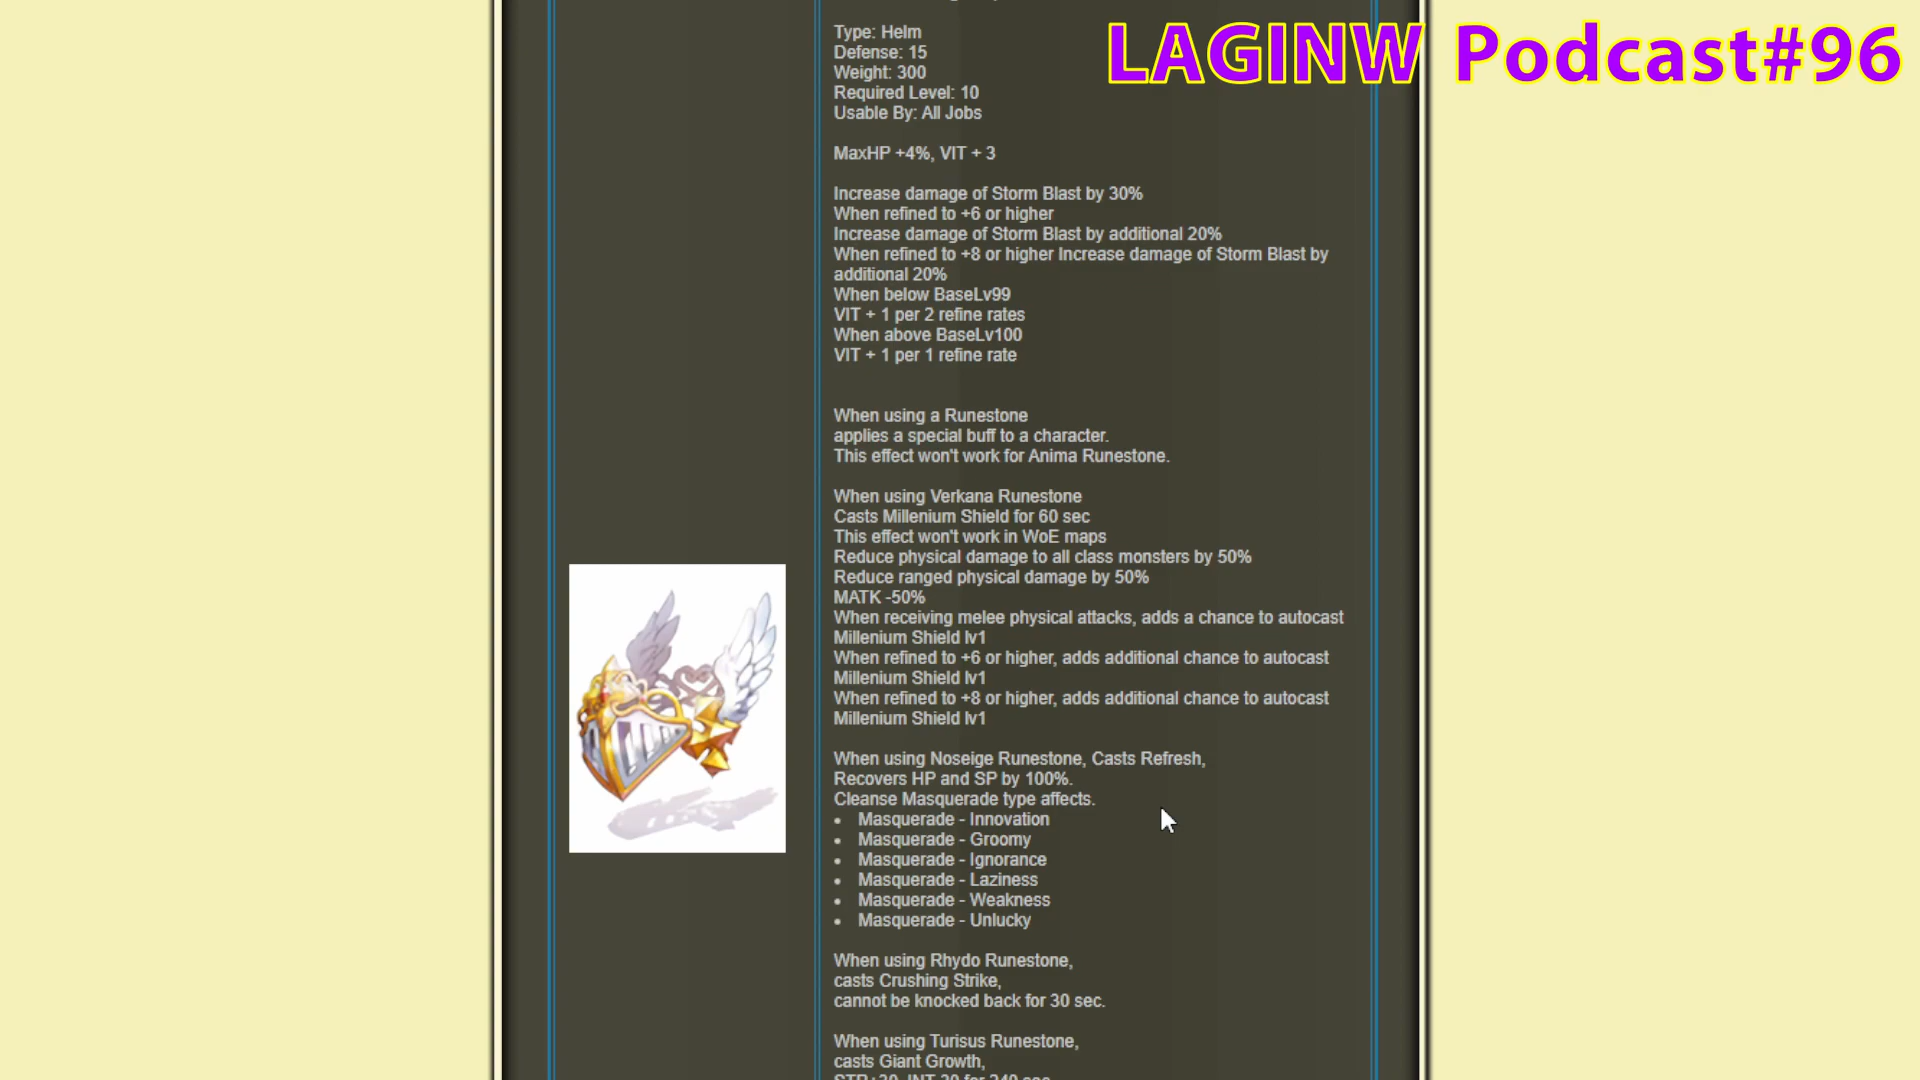 LAGINW Podcast#96
Type: Helm
Defense: 15
Weight: 300
Required Level: 10
Usable By: All Jobs
MaxHP +4%, VIT + 3
Increase damage of Storm Blast by 30%
When refined to +6 or higher
Increase damage of Storm Blast by additional 20%
When refined to +8 or higher Increase damage of Storm Blast by
additional 20%
When below BaseLv99
VIT + 1 per 2 refine rates
When above BaseLv100
VIT + 1 per 1 refine rate
When using a Runestone
applies a special buff to a character.
This effect won't work for Anima Runestone.
When using Verkana Runestone
Casts Millenium Shield for 60 sec
This effect won't work in WoE maps
Reduce physical damage to all class monsters by 50%
Reduce ranged physical damage by 50%
MATK -50%
When receiving melee physical attacks, adds a chance to autocast
Millenium Shield lv1
When refined to +6 or higher, adds additional chance to autocast
Millenium Shield lv1
When refined to +8 or higher, adds additional chance to autocast
Millenium Shield lv1
When using Noseige Runestone, Casts Refresh,
Recovers HP and SP by 100%.
Cleanse Masquerade type affects.
• Masquerade - Innovation
• Masquerade - Groomy
• Masquerade - Ignorance
• Masquerade - Laziness
• Masquerade - Weakness
• Masquerade - Unlucky
When using Rhydo Runestone,
casts Crushing Strike,
cannot be knocked back for 30 sec.
When using Turisus Runestone,
casts Giant Growth,